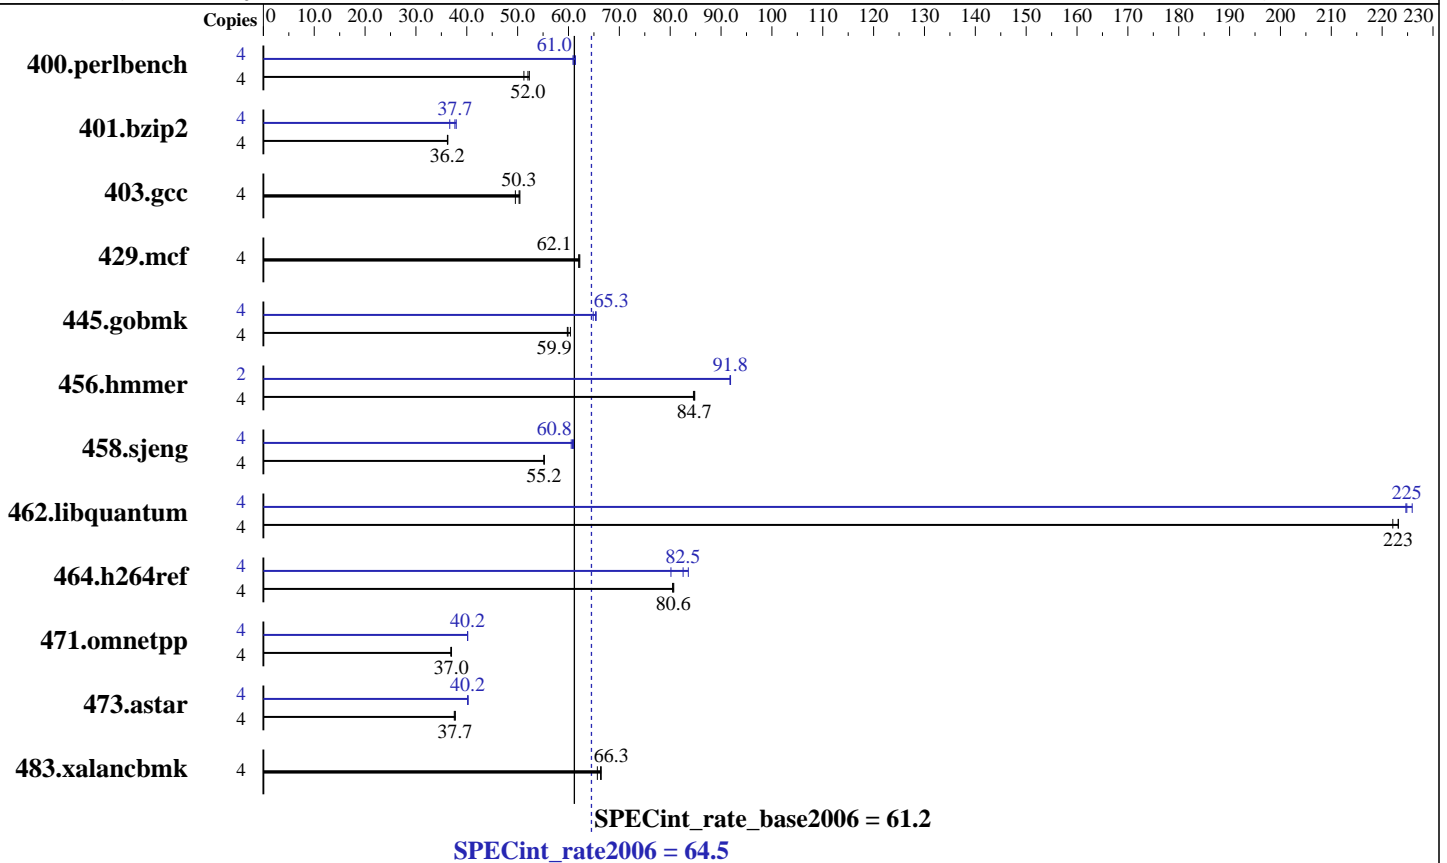 Copies 0 10.0 20.0 30.0 40.0 50.0 60.0 70.0 80.0 90.0 100 110 120 130 140 150 160 170 180 190 200 210 220 230
400.perlbench 4 61.0
4 52.0
401.bzip2 4 37.7
4 36.2
403.gcc 4 50.3
429.mcf 4 62.1
445.gobmk 4 65.3
4 59.9
456.hmmer 2 91.8
4 84.7
458.sjeng 4 60.8
4 55.2
462.libquantum 4 225
4 223
464.h264ref 4 82.5
4 80.6
471.omnetpp 4 40.2
4 37.0
473.astar 4 40.2
4 37.7
483.xalancbmk 4 66.3
SPECint_rate_base2006 = 61.2
SPECint_rate2006 = 64.5